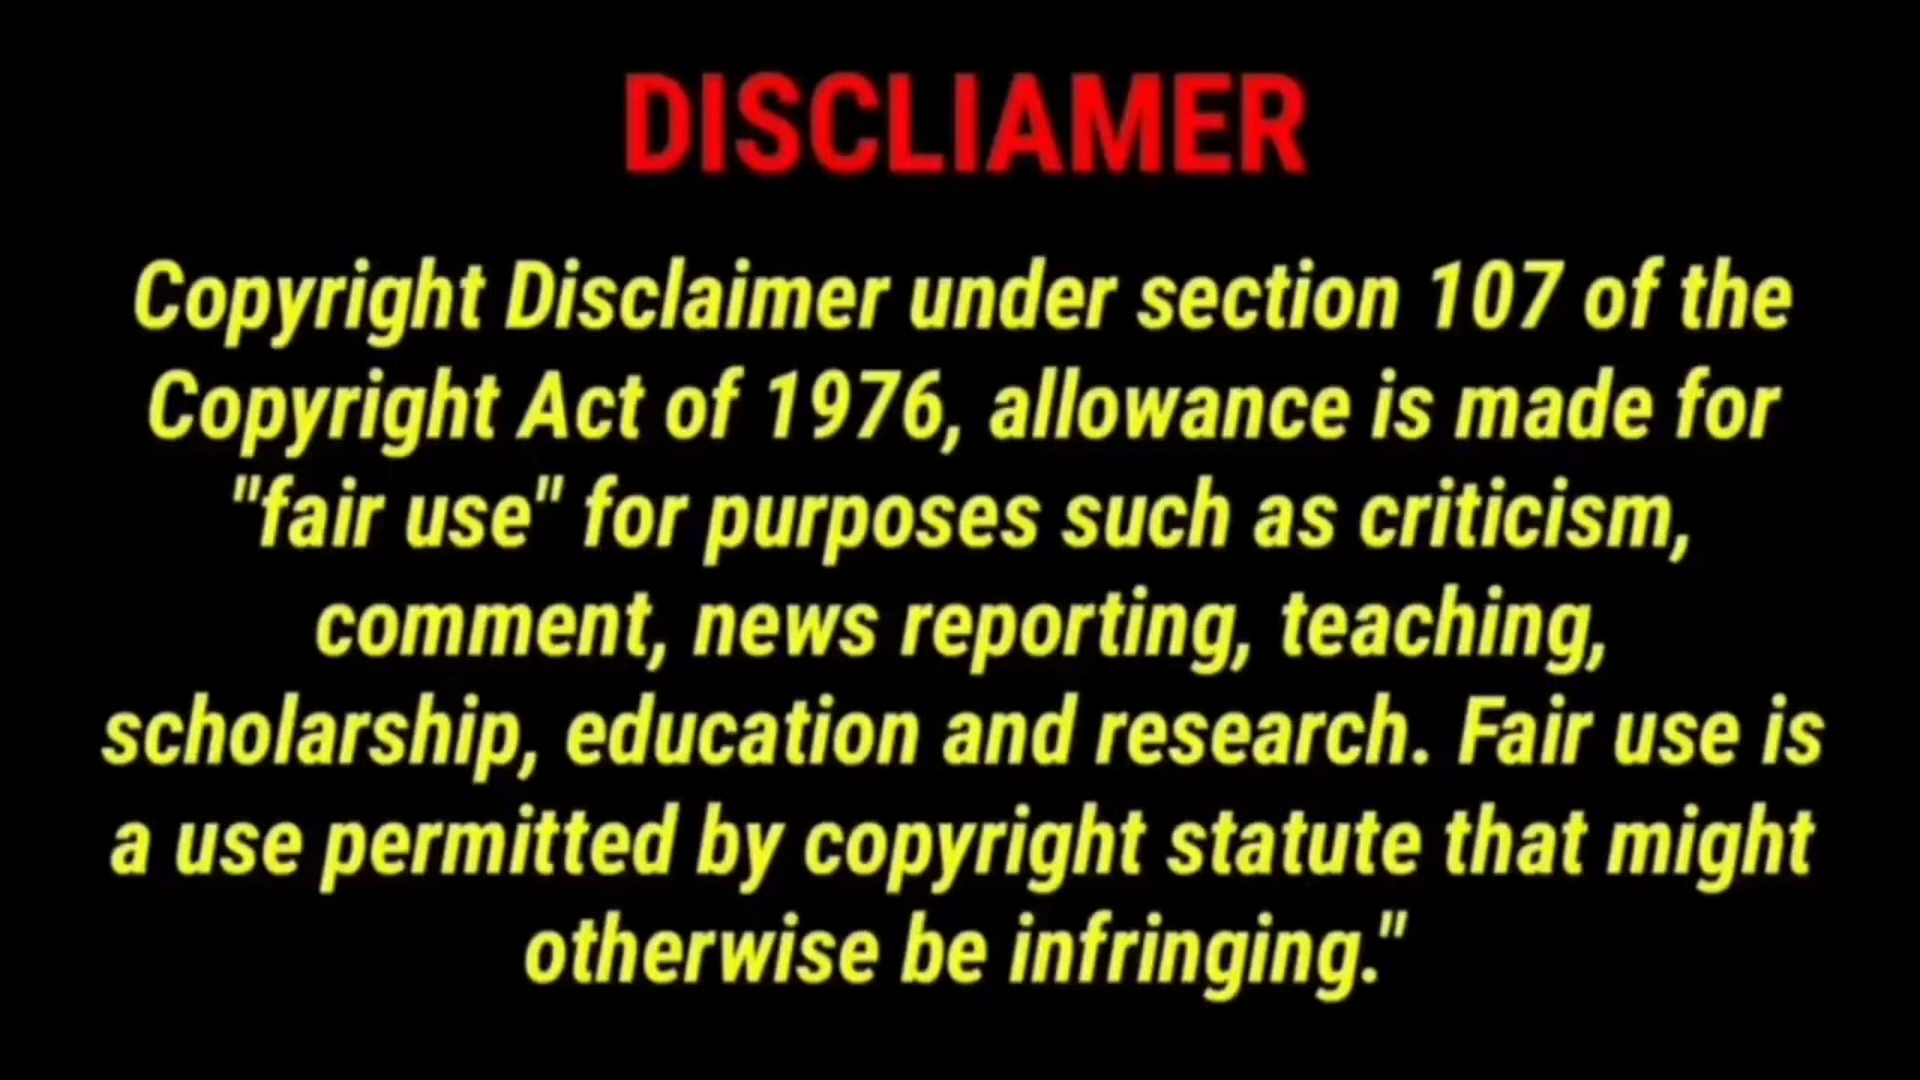 DISCLIAMER
Copyright Disclaimer under section 107 of the
Copyright Act of 1976, allowance is made for
"fair use" for purposes such as criticism,
comment, news reporting, teaching,
scholarship, education and research. Fair use is
a use permitted by copyright statute that might
otherwise be infringing."